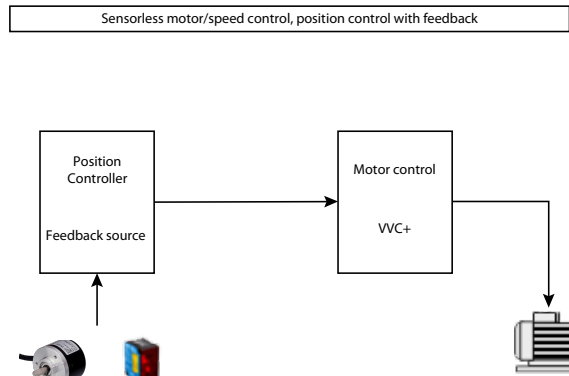 Sensorless motor/speed control, position control with feedback
Position
Controller
Feedback source
Motor control
VVC+